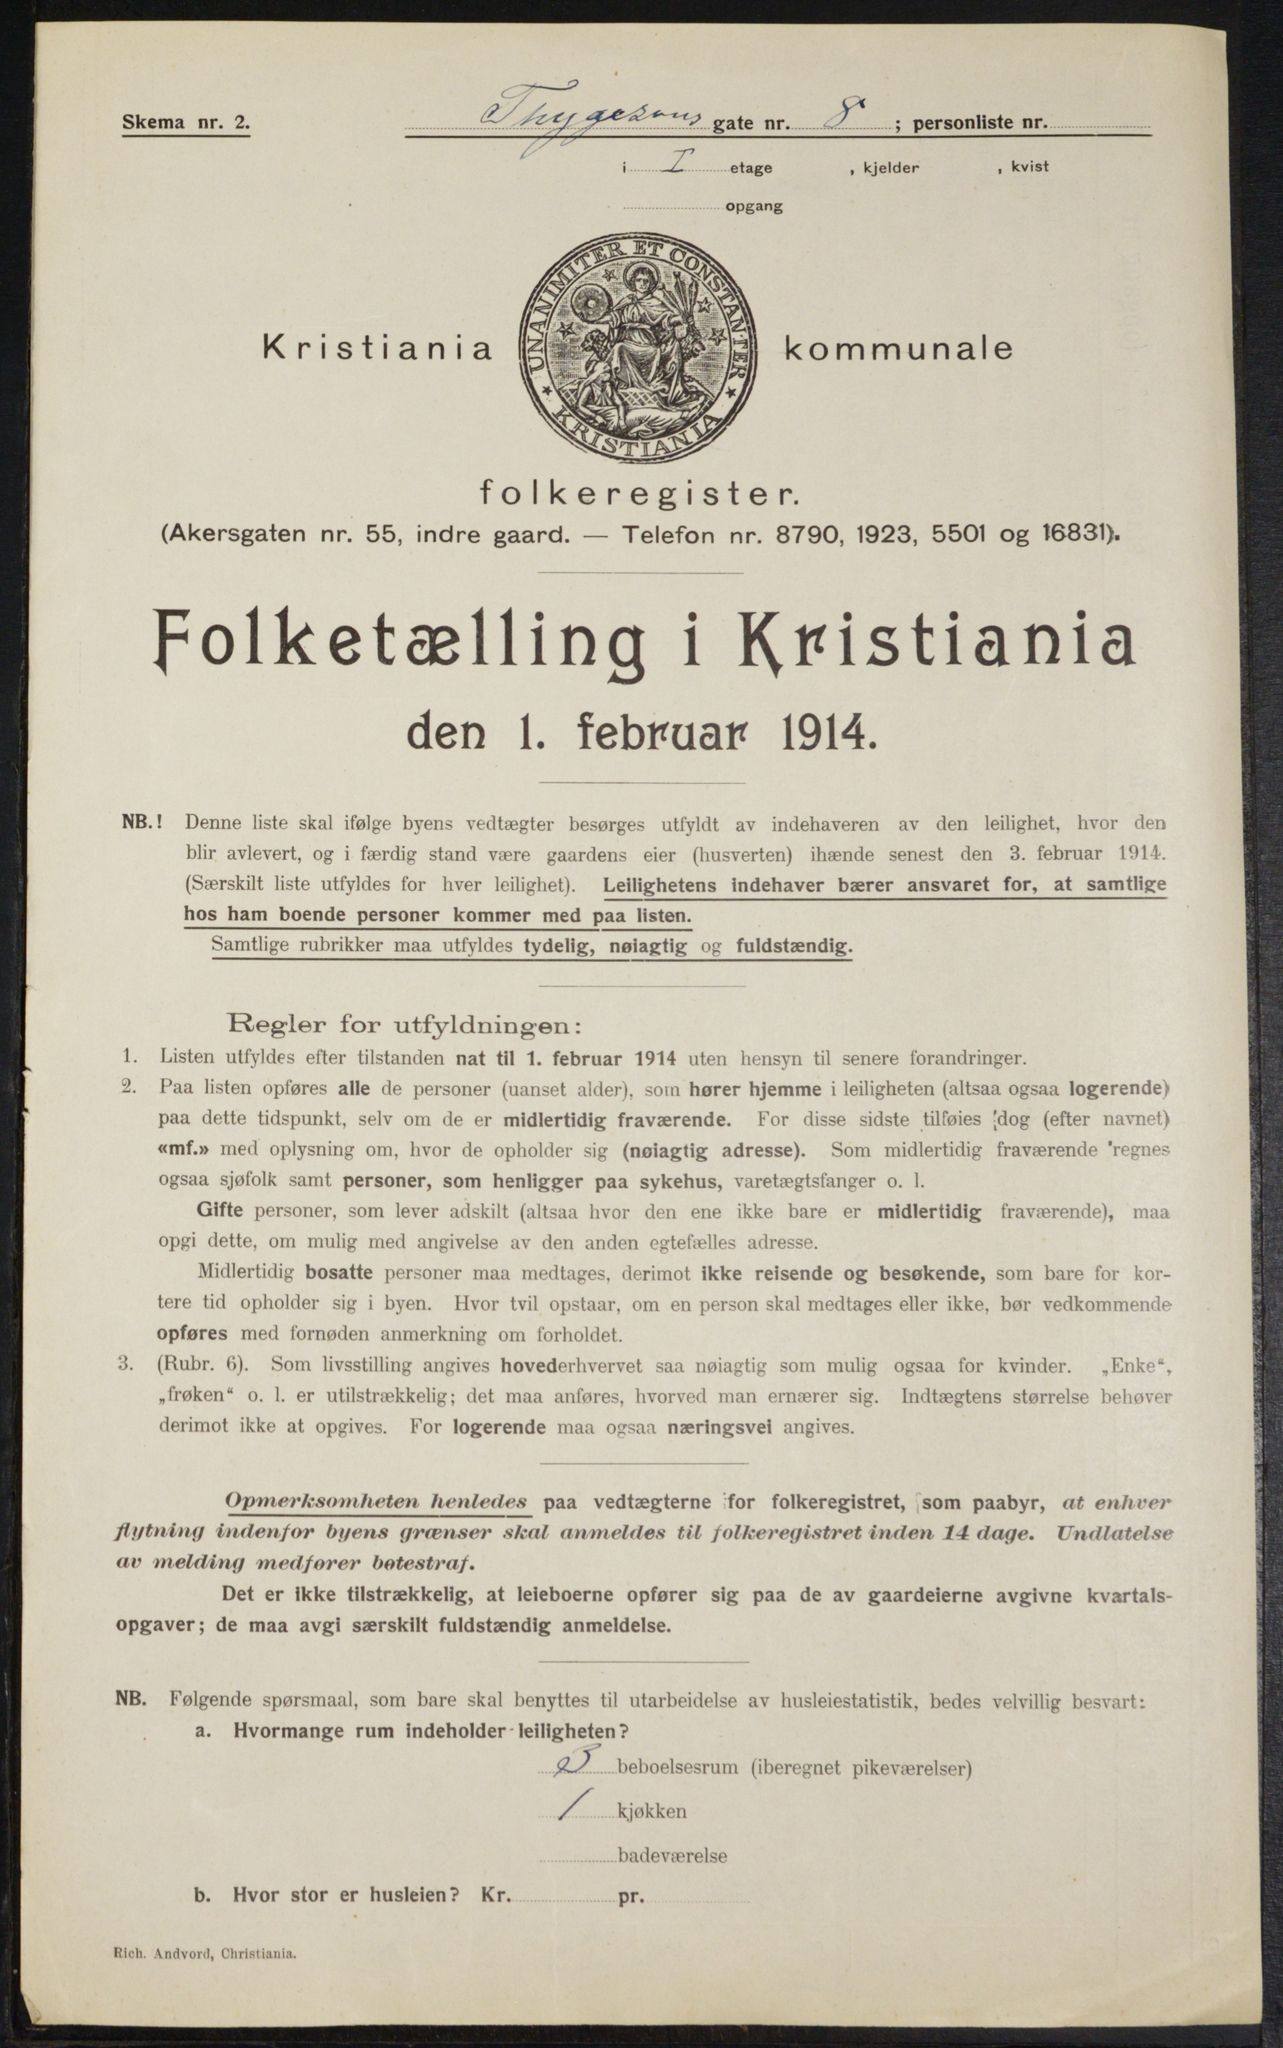 Skema nr. 2. Thygesons gate nr. 8 ; personliste nr.
i I etage , kjelder , kvist
opgang
UNANIMITER ET CONSTANTER
KRISTIANIA
Kristiania kommunale
folkeregister.
(Akersgaten nr. 55, indre gaard. — Telefon nr. 8790, 1923, 5501 og 16831).
Folketælling i Kristiania
den 1. februar 1914.
NB.! Denne liste skal ifølge byens vedtægter besørges utfyldt av indehaveren av den leilighet, hvor den
blir avlevert, og i færdig stand være gaardens eier (husverten) ihænde senest den 3. februar 1914.
(Særskilt liste utfyldes for hver leilighet). Leilighetens indehaver bærer ansvaret for, at samtlige
hos ham boende personer kommer med paa listen.
Samtlige rubrikker maa utfyldes tydelig, nøiagtig og fuldstændig.
Regler for utfyldningen:
1. Listen utfyldes efter tilstanden nat til 1. februar 1914 uten hensyn til senere forandringer.
2. Paa listen opføres alle de personer (uanset alder), som hører hjemme i leiligheten (altsaa ogsaa logerende)
paa dette tidspunkt, selv om de er midlertidig fraværende. For disse sidste tilføies dog (efter navnet)
«mf.» med oplysning om, hvor de opholder sig (nøiagtig adresse). Som midlertidig fraværende regnes
ogsaa sjøfolk samt personer, som henligger paa sykehus, varetægtsfanger o. l.
Gifte personer, som lever adskilt (altsaa hvor den ene ikke bare er midlertidig fraværende), maa
opgi dette, om mulig med angivelse av den anden egtefælles adresse.
Midlertidig bosatte personer maa medtages, derimot ikke reisende og besøkende, som bare for kor-
tere tid opholder sig i byen. Hvor tvil opstaar, om en person skal medtages eller ikke, bør vedkommende
opføres med fornøden anmerkning om forholdet.
3. (Rubr. 6). Som livsstilling angives hovederhvervet saa nøiagtig som mulig ogsaa for kvinder. „Enke“,
„frøken“ o. l. er utilstrækkelig; det maa anføres, hvorved man ernærer sig. Indtægtens størrelse behøver
derimot ikke at opgives. For logerende maa ogsaa næringsvei angives.
Opmerksomheten henledes paa vedtægterne for folkeregistret, som paabyr, at enhver
flytning indenfor byens grænser skal anmeldes til folkeregistret inden 14 dage. Undlatelse
av melding medfører bøtestraf.
Det er ikke tilstrækkelig, at leieboerne opfører sig paa de av gaardeierne avgivne kvartals-
opgaver; de maa avgi særskilt fuldstændig anmeldelse.
NB. Følgende spørsmaal, som bare skal benyttes til utarbeidelse av husleiestatistik, bedes velvillig besvart:
a. Hvormange rum indeholder leiligheten?
3 beboelsesrum (iberegnet pikeværelser)
1 kjøkken
badeværelse
b. Hvor stor er husleien? Kr. pr.
Rich. Andvord, Christiania.